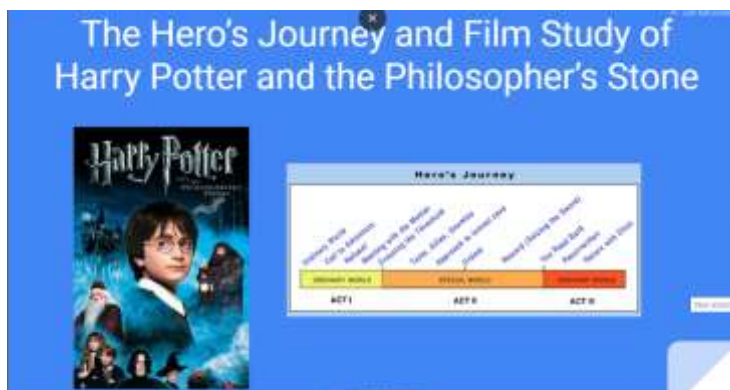 The Hero's Journey and Film Study of
Harry Potter and the Philosopher's Stone
Harry Potter
Hero's Journey
Ordinary World
Call to Adventure
Refusal
Meeting with the Mentor
Crossing the Threshold
Tests, Allies, Enemies
Approach to Inmost Cave
Ordeal
Reward (Seizing the Sword)
The Road Back
Resurrection
Return with Elixir
ORDINARY WORLD
SPECIAL WORLD
ORDINARY WORLD
ACT I
ACT II
ACT III